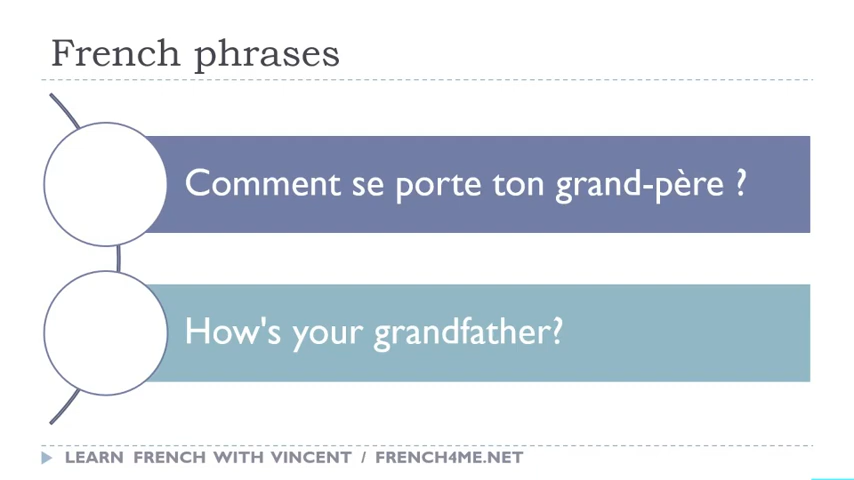 French phrases
Comment se porte ton grand-père ?
How's your grandfather?
LEARN FRENCH WITH VINCENT / FRENCH4ME.NET